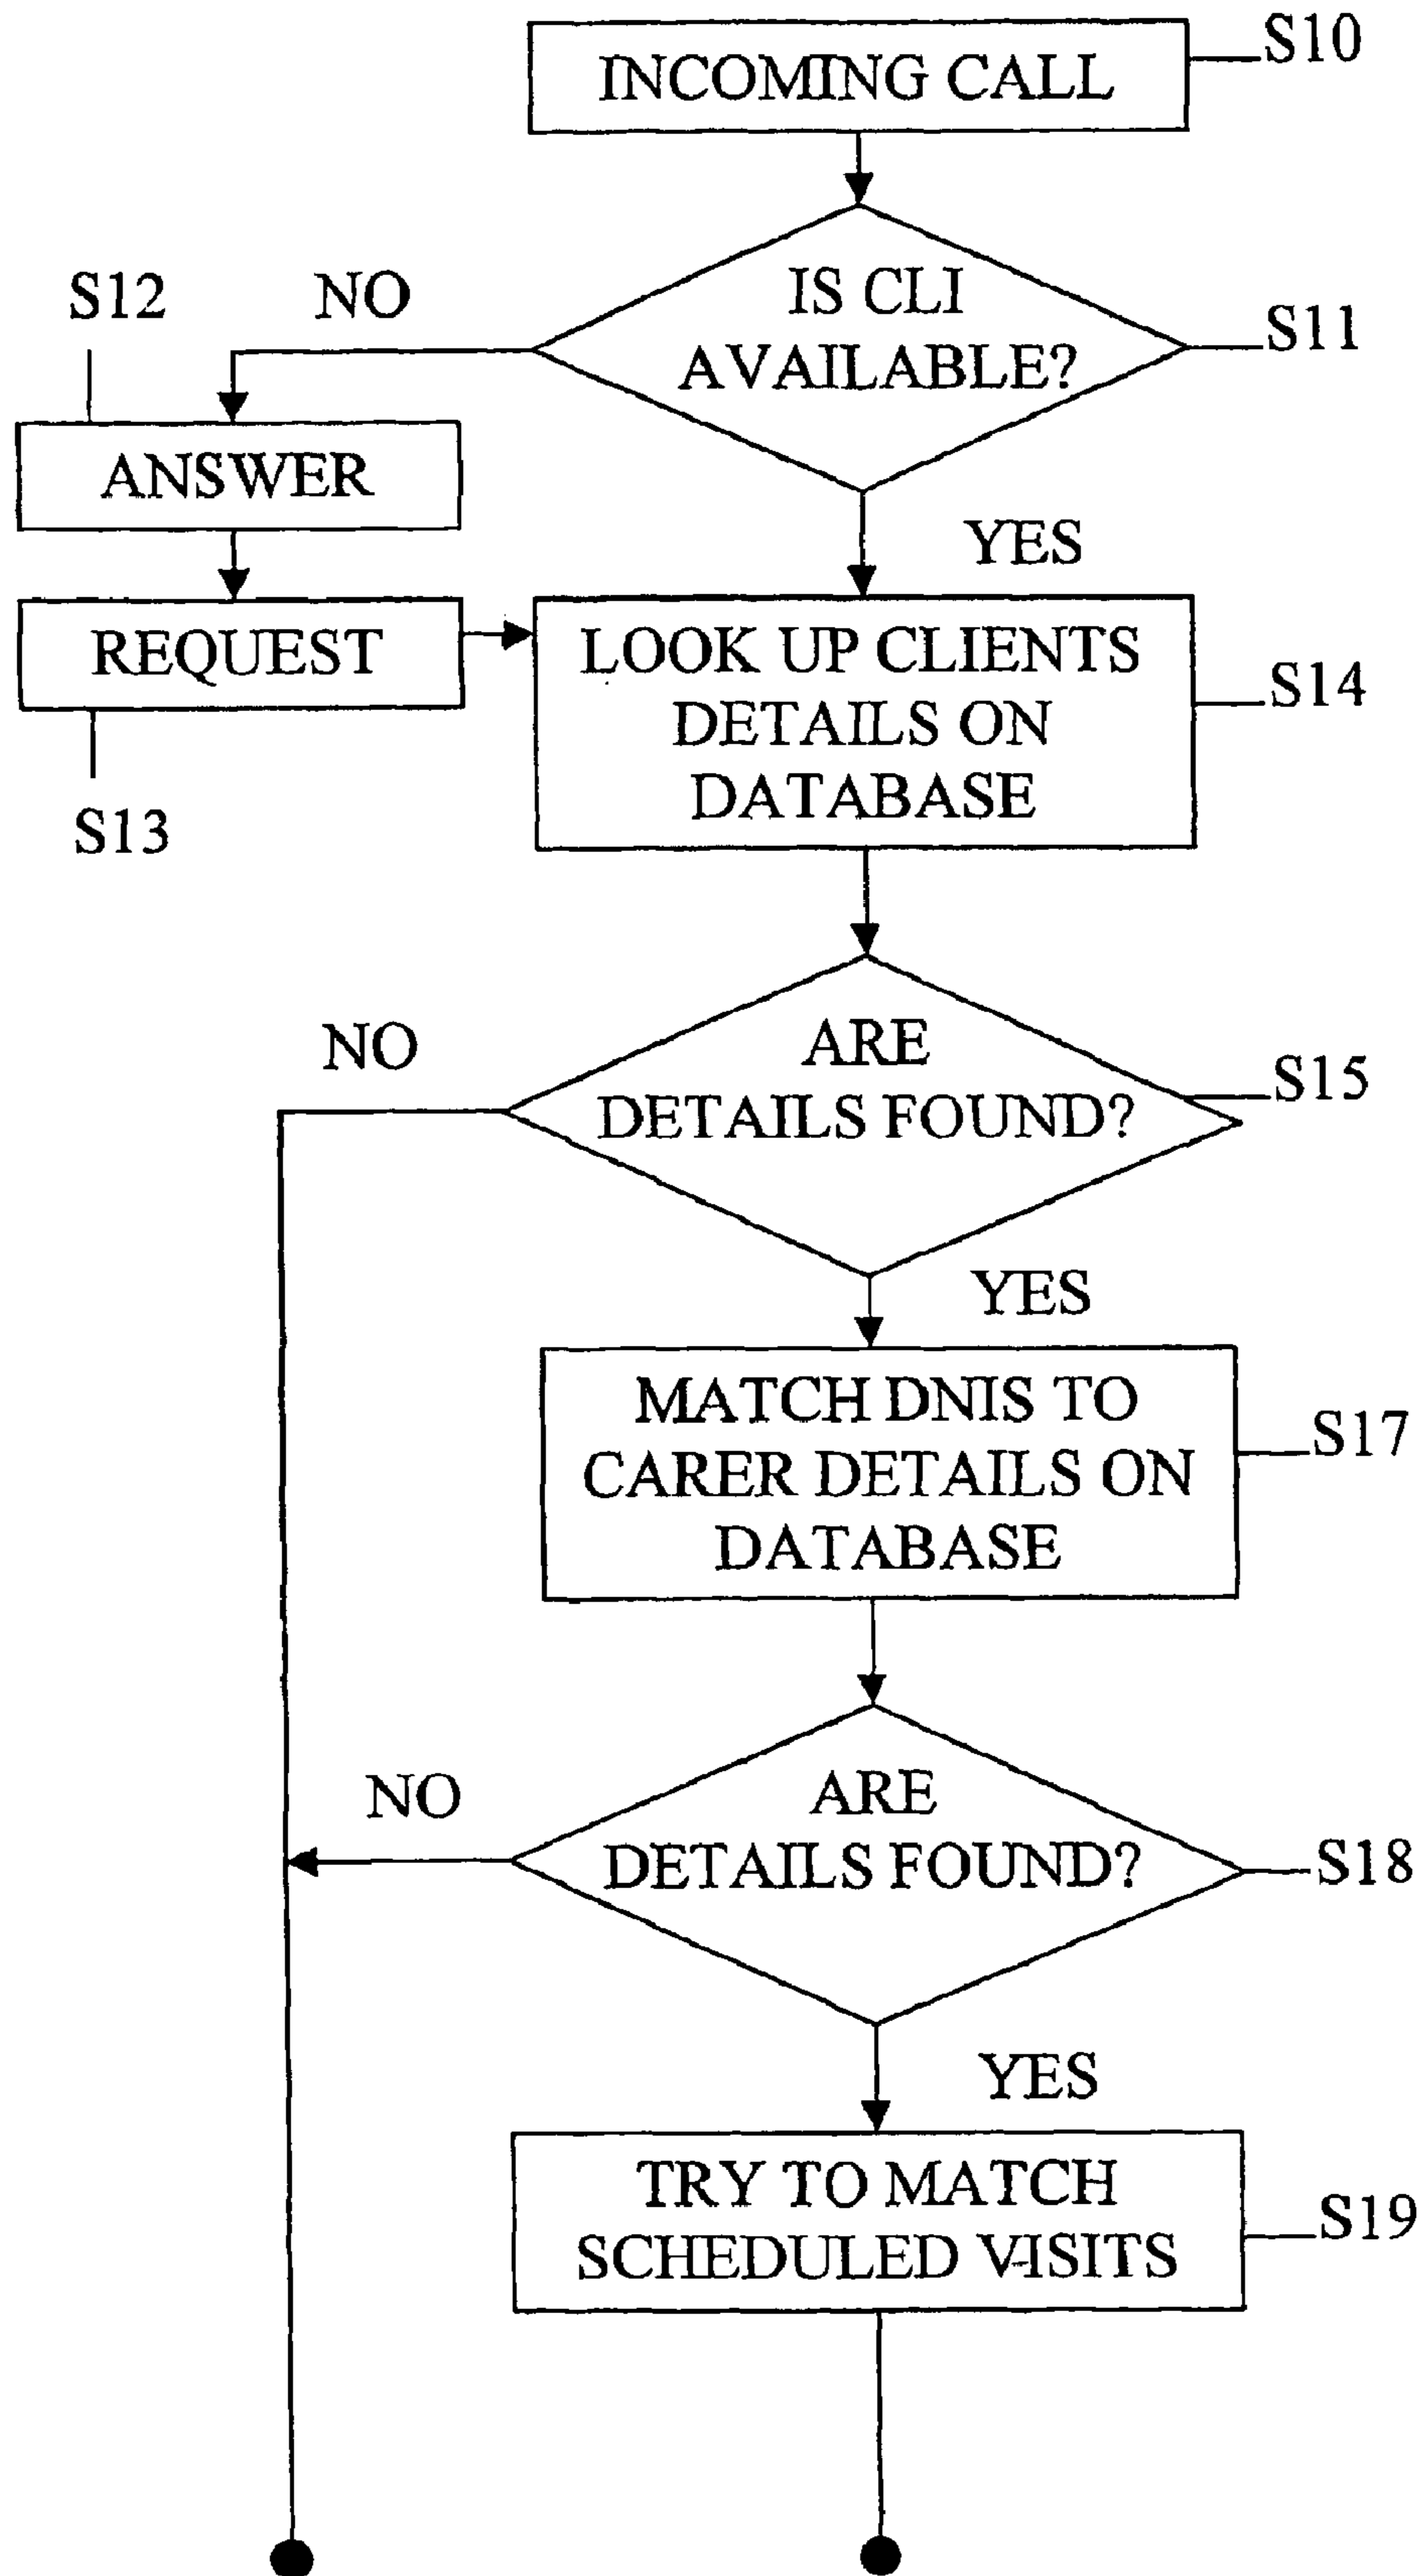 INCOMING CALL
S10
IS CLI
AVAILABLE?
S11
NO
S12
ANSWER
YES
REQUEST
S13
LOOK UP CLIENTS
DETAILS ON
DATABASE
S14
ARE
DETAILS FOUND?
S15
NO
YES
MATCH DNIS TO
CARER DETAILS ON
DATABASE
S17
ARE
DETAILS FOUND?
S18
NO
YES
TRY TO MATCH
SCHEDULED VISITS
S19